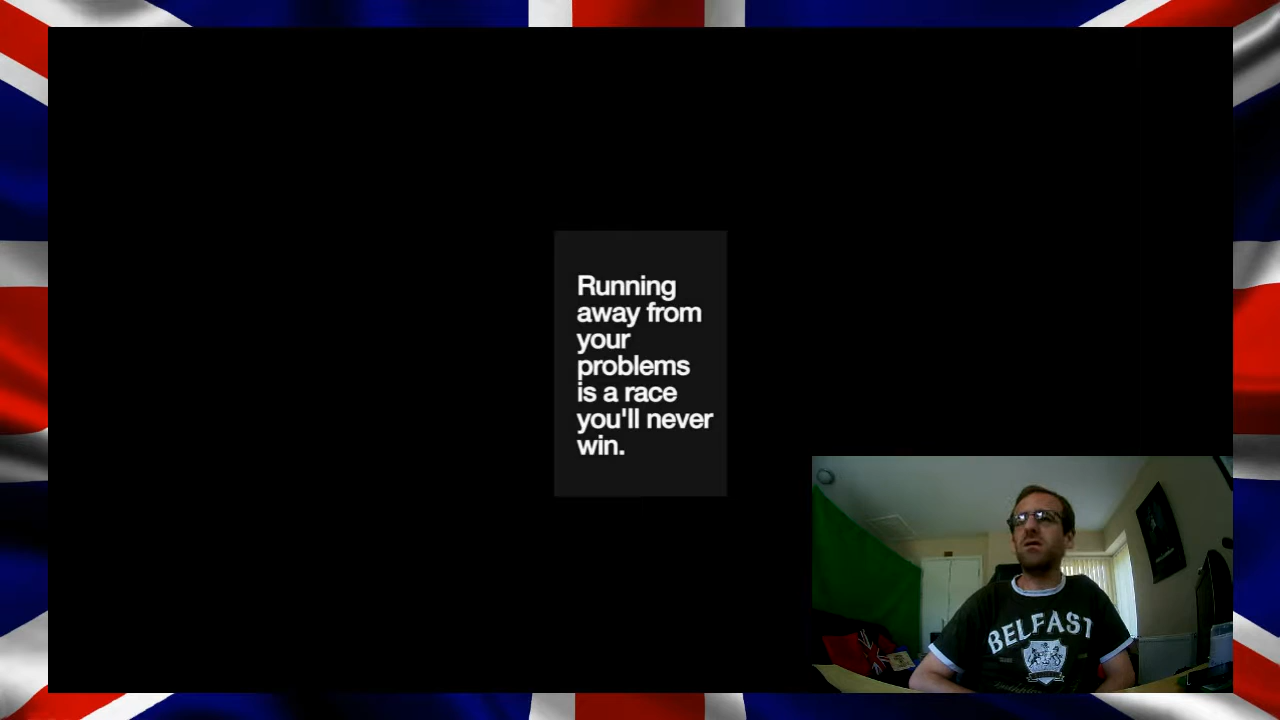 Running
away from
your
problems
is a race
you'll never
win.
BELFAST